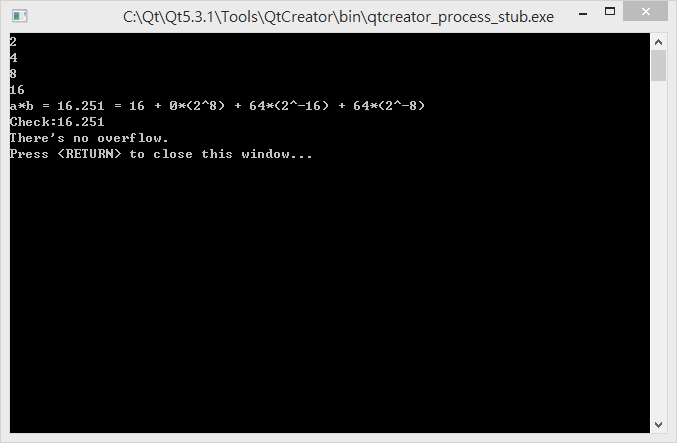 C:\Qt\Qt5.3.1\Tools\QtCreator\bin\qtcreator_process_stub.exe
2
4
8
16
a*b = 16.251 = 16 + 0*(2^8) + 64*(2^-16) + 64*(2^-8)
Check:16.251
There's no overflow.
Press <RETURN> to close this window...